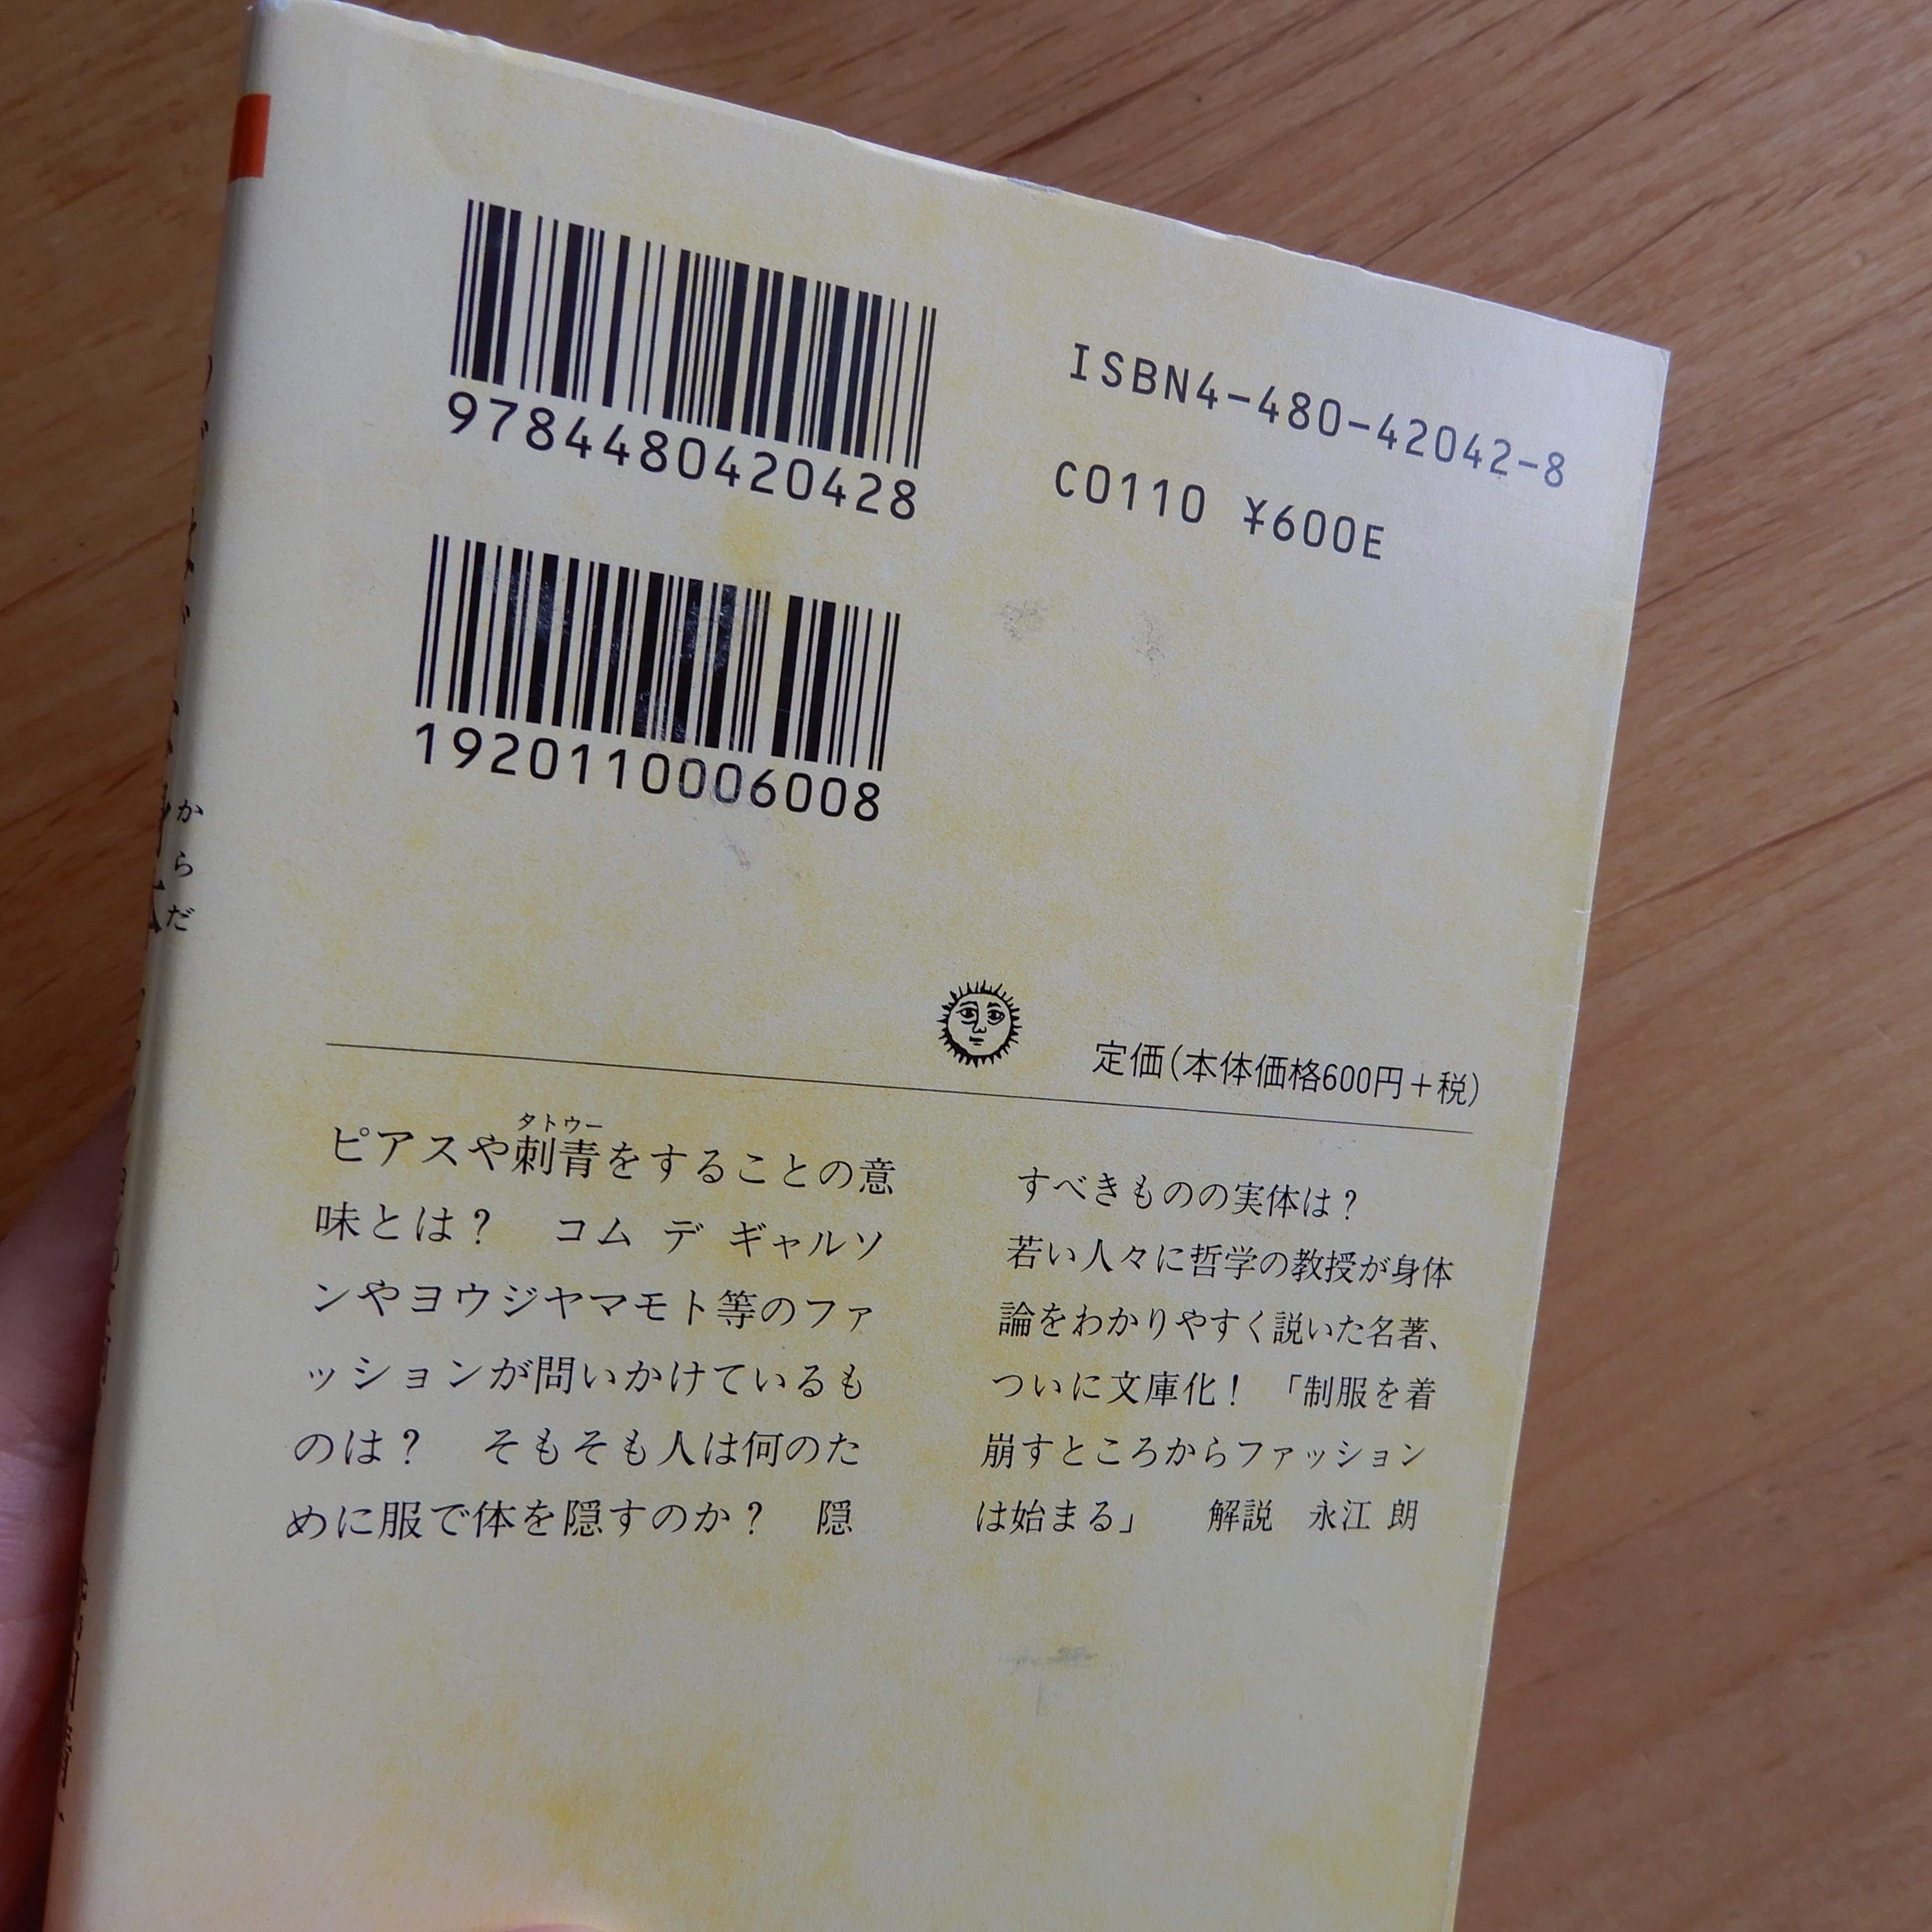 9784480420428
ISBN4-480-42042-8
C0110 ¥600E
1920110006008
定価(本体価格600円+税)
ピアスや刺青をすることの意
タトゥー
味とは? コム デ ギャルソ
ンやヨウジヤマモト等のファ
ッションが問いかけているも
のは? そもそも人は何のた
めに服で体を隠すのか? 隠
すべきものの実体は?
若い人々に哲学の教授が身体
論をわかりやすく説いた名著、
ついに文庫化! 「制服を着
崩すところからファッション
は始まる」 解説 永江 朗
からだ